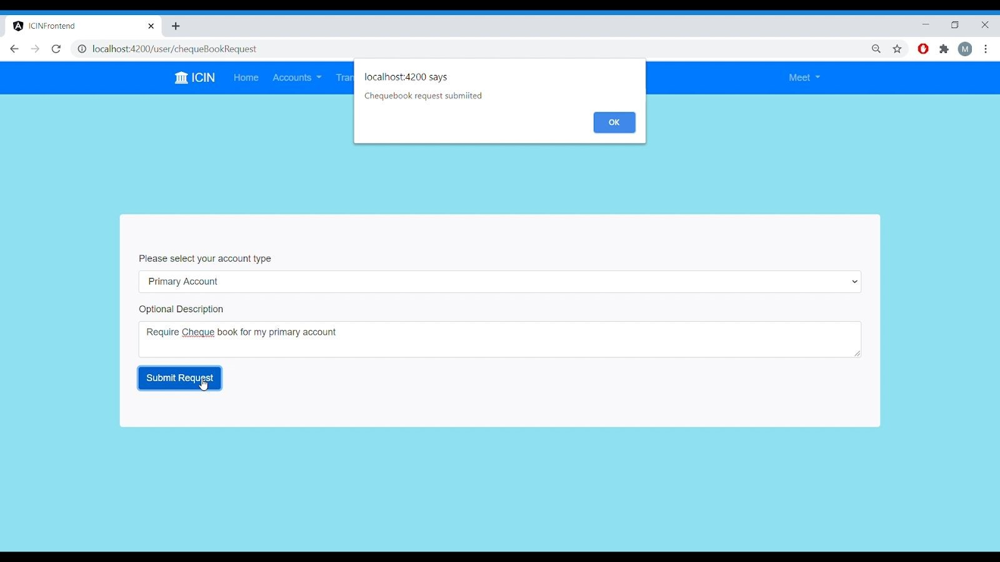 ICINFrontend
localhost:4200/user/chequeBookRequest
M
ICIN Home Accounts Tran Meet
localhost:4200 says
Chequebook request submiited
OK
Please select your account type
Primary Account
Optional Description
Require Cheque book for my primary account
Submit Request